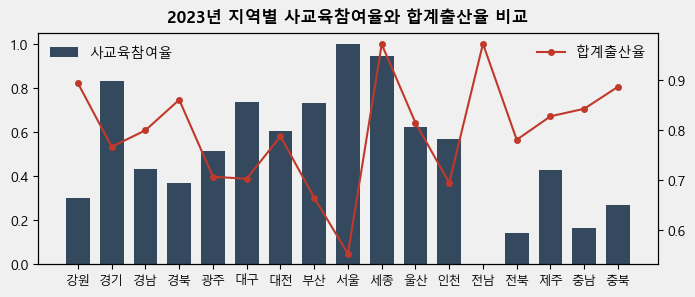 2023년 지역별 사교육참여율와 합계출산율 비교
사교육참여율
합계출산율
1.0
0.8
0.6
0.4
0.2
0.0
0.9
0.8
0.7
0.6
강원 경기 경남 경북 광주 대구 대전 부산 서울 세종 울산 인천 전남 전북 제주 충남 충북